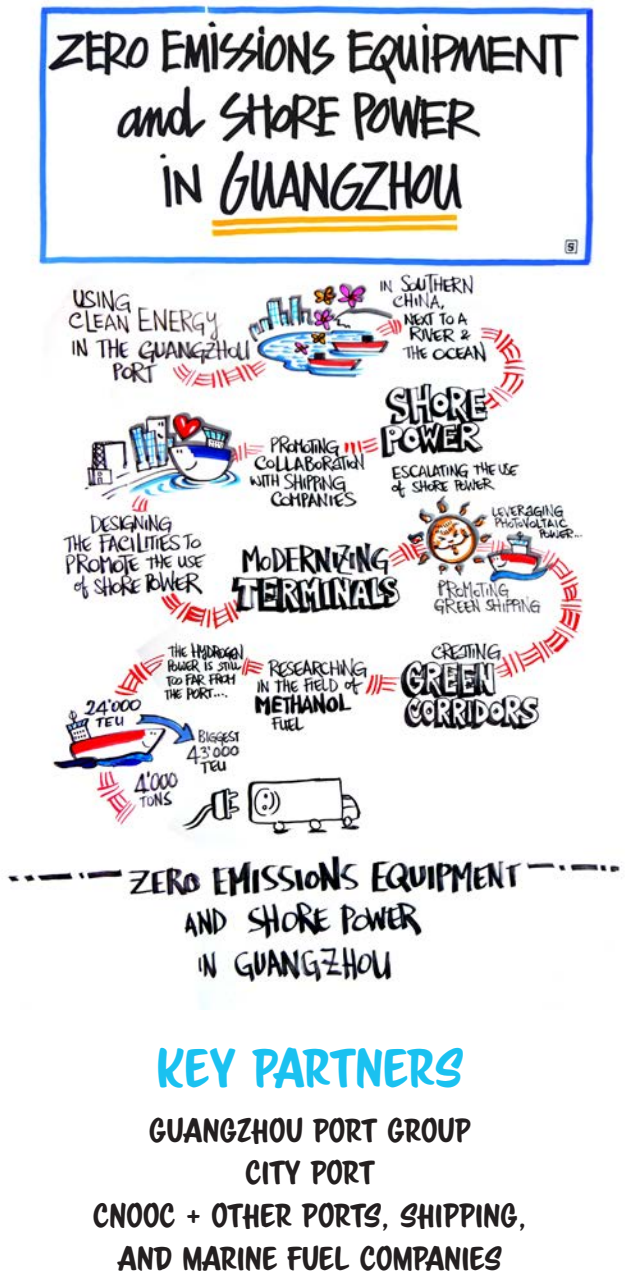 ZERO EMISSIONS EQUIPMENT
and SHORE POWER
IN GUANGZHOU
USING
CLEAN ENERGY
IN THE GUANGZHOU
PORT
IN SOUTHERN
CHINA,
NEXT TO A
RIVER &
THE OCEAN
SHORE
POWER
ESCALATING THE USE
of SHORE POWER
PROMOTING
COLLABORATION
WITH SHIPPING
COMPANIES
DESIGNING
THE FACILITIES TO
PROMOTE THE USE
of SHORE POWER
MODERNIZING
TERMINALS
LEVERAGING
PHOTOVOLTAIC
POWER...
PROMOTING
GREEN SHIPPING
CREATING
GREEN
CORRIDORS
RESEARCHING
IN THE FIELD of
METHANOL
FUEL
THE HYDROGEN
POWER IS STILL
TOO FAR FROM
THE PORT...
24'000
TEU
BIGGEST
43'000
TEU
4'000
TONS
ZERO EMISSIONS EQUIPMENT
AND SHORE POWER
IN GUANGZHOU
KEY PARTNERS
GUANGZHOU PORT GROUP
CITY PORT
CNOOC + OTHER PORTS, SHIPPING,
AND MARINE FUEL COMPANIES